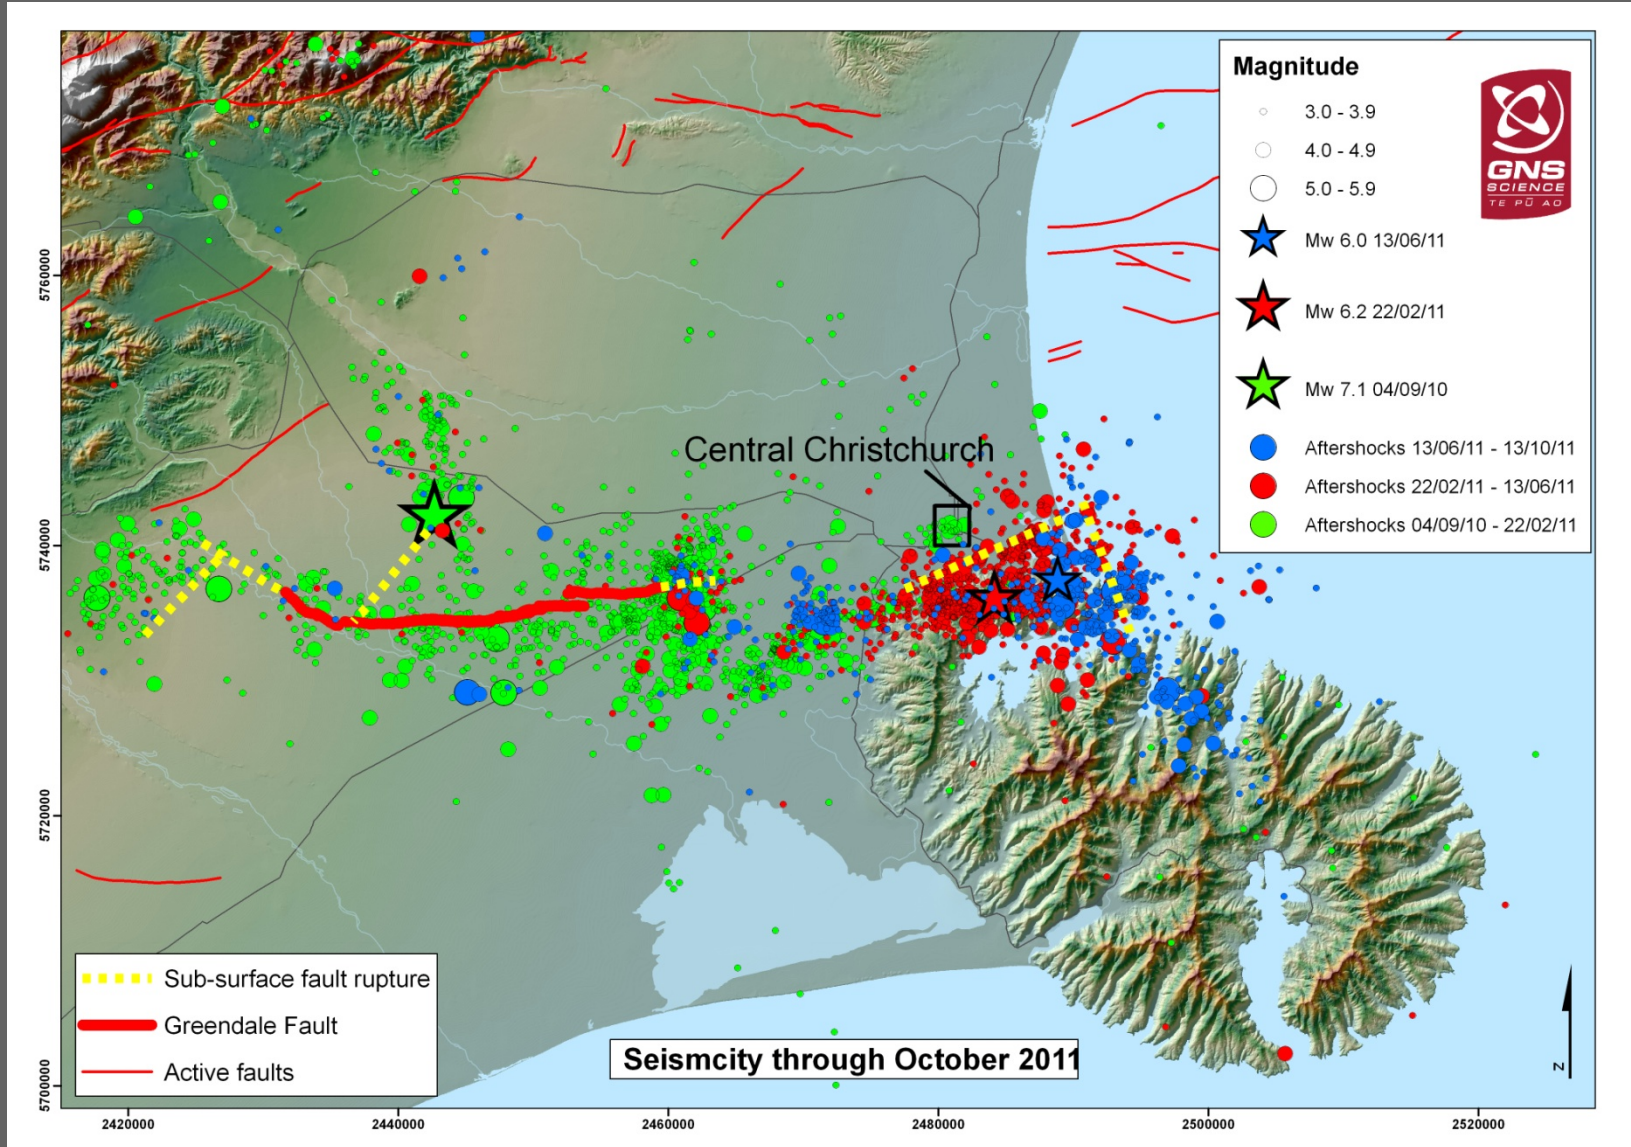 Magnitude
3.0 - 3.9
4.0 - 4.9
5.0 - 5.9
Mw 6.0 13/06/11
Mw 6.2 22/02/11
Mw 7.1 04/09/10
Aftershocks 13/06/11 - 13/10/11
Aftershocks 22/02/11 - 13/06/11
Aftershocks 04/09/10 - 22/02/11
GNS
SCIENCE
TE PŪ AO
Central Christchurch
5760000
5740000
5720000
5700000
Sub-surface fault rupture
Greendale Fault
Active faults
Seismcity through October 2011
N
2420000
2440000
2460000
2480000
2500000
2520000